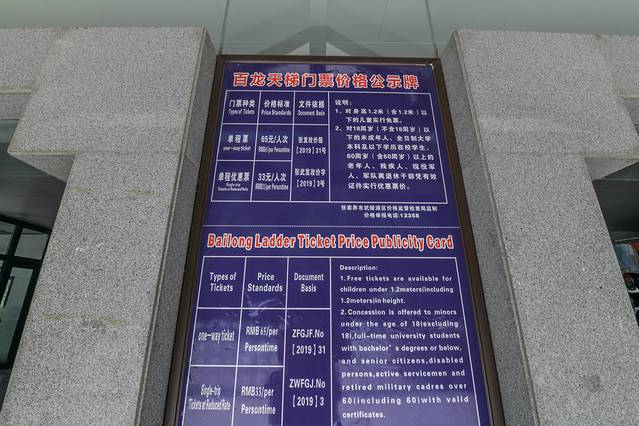 百龙天梯门票价格公示牌
门票种类 价格标准 文件依据
Types of Tickets Price Standards Document Basis
单程票 65元/人次 张发改价服
one-way ticket RMB65/per Persontime [2019] 31号
单程优惠票 33元/人次 张武发改价字
Single-trip RMB33/per Persontime [2019] 3号
Tickets of Reduced Rate
说明：
1、对身高1.2米（含1.2米）以
下的儿童实行免票。
2、对18周岁（不含18周岁）以
下的未成年人、全日制大学
本科及以下学历在校学生、
60周岁（含60周岁）以上的
老年人、残疾人、现役军
人、军队离退休干部凭有效
证件实行优惠票价。
张家界市武陵源区价格监督检查局监制
价格举报电话:12358
Bailong Ladder Ticket Price Publicity Card
Types of Price Document
Tickets Standards Basis
one-way ticket RMB 65/per ZFGJF.No
Persontime [2019] 31
Single-trip RMB33/per ZWFGJ.No
Tickets of Reduced Rate Persontime [2019] 3
Description:
1. Free tickets are available for
children under 1.2meters(including
1.2meters)in height.
2. Concession is offered to minors
under the age of 18(excluding
18),full-time university students
with bachelor's degrees or below,
and senior citizens,disabled
persons,active servicemen and
retired military cadres over
60(including 60)with valid
certificates.